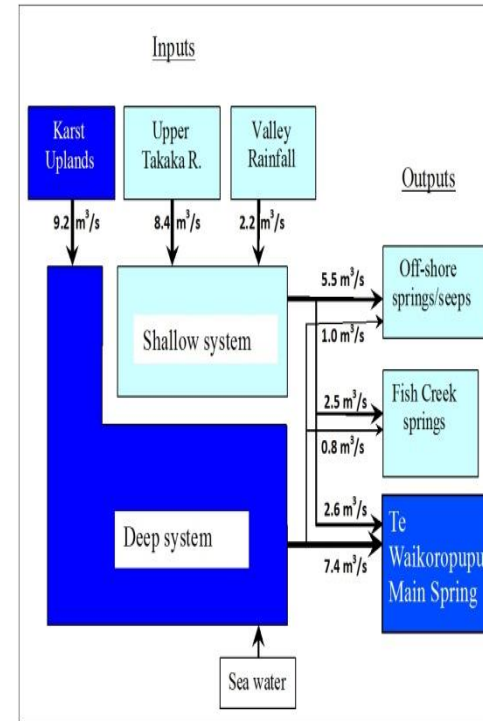 Inputs
Karst
Uplands
Upper
Takaka R.
Valley
Rainfall
Outputs
9.2 m³/s
8.4 m³/s
2.2 m³/s
5.5 m³/s
Off-shore
springs/seeps
1.0 m³/s
Shallow system
2.5 m³/s
Fish Creek
springs
0.8 m³/s
2.6 m³/s
Te
Waikoropupu
Main Spring
Deep system
7.4 m³/s
Sea water